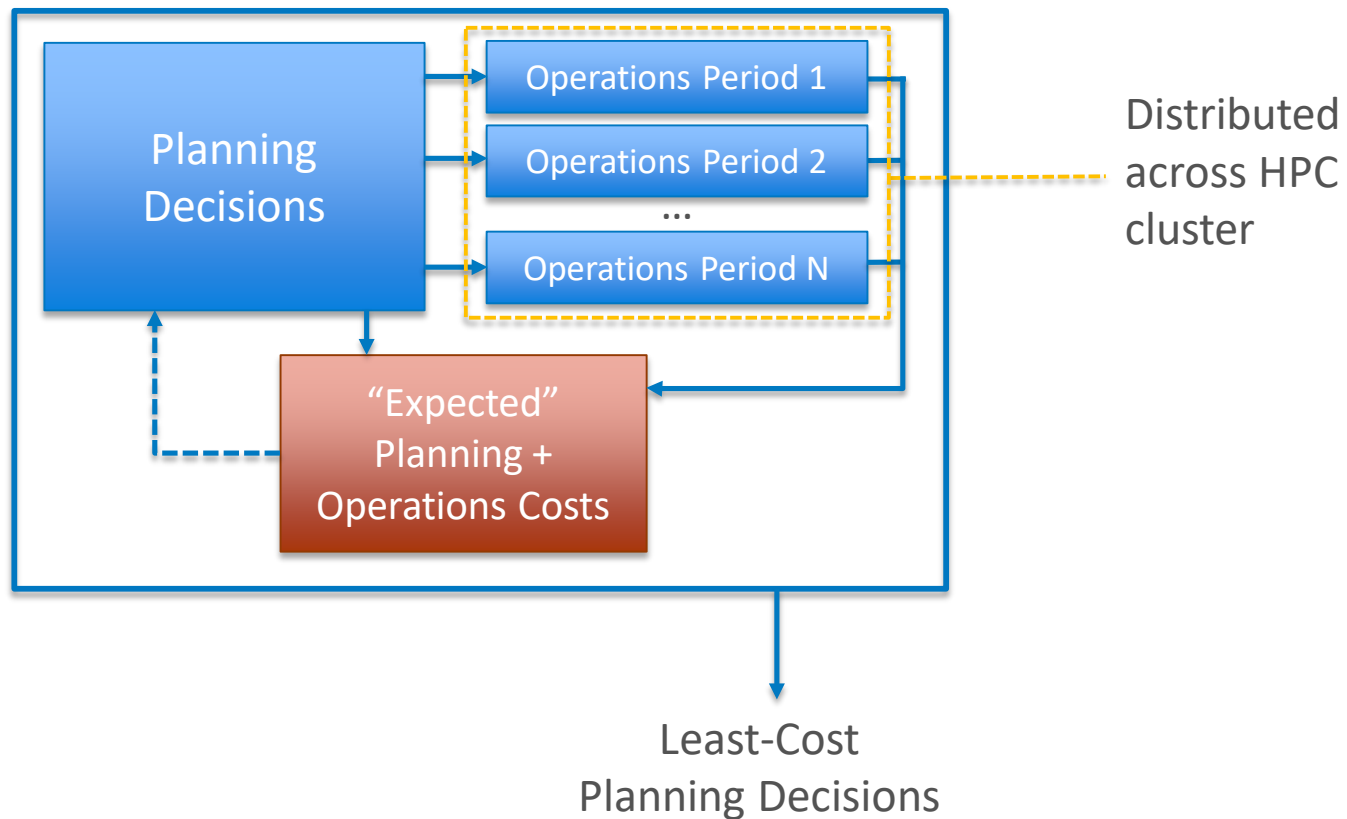 Planning
Decisions
Operations Period 1
Operations Period 2
...
Operations Period N
Distributed
across HPC
cluster
“Expected”
Planning +
Operations Costs
Least-Cost
Planning Decisions